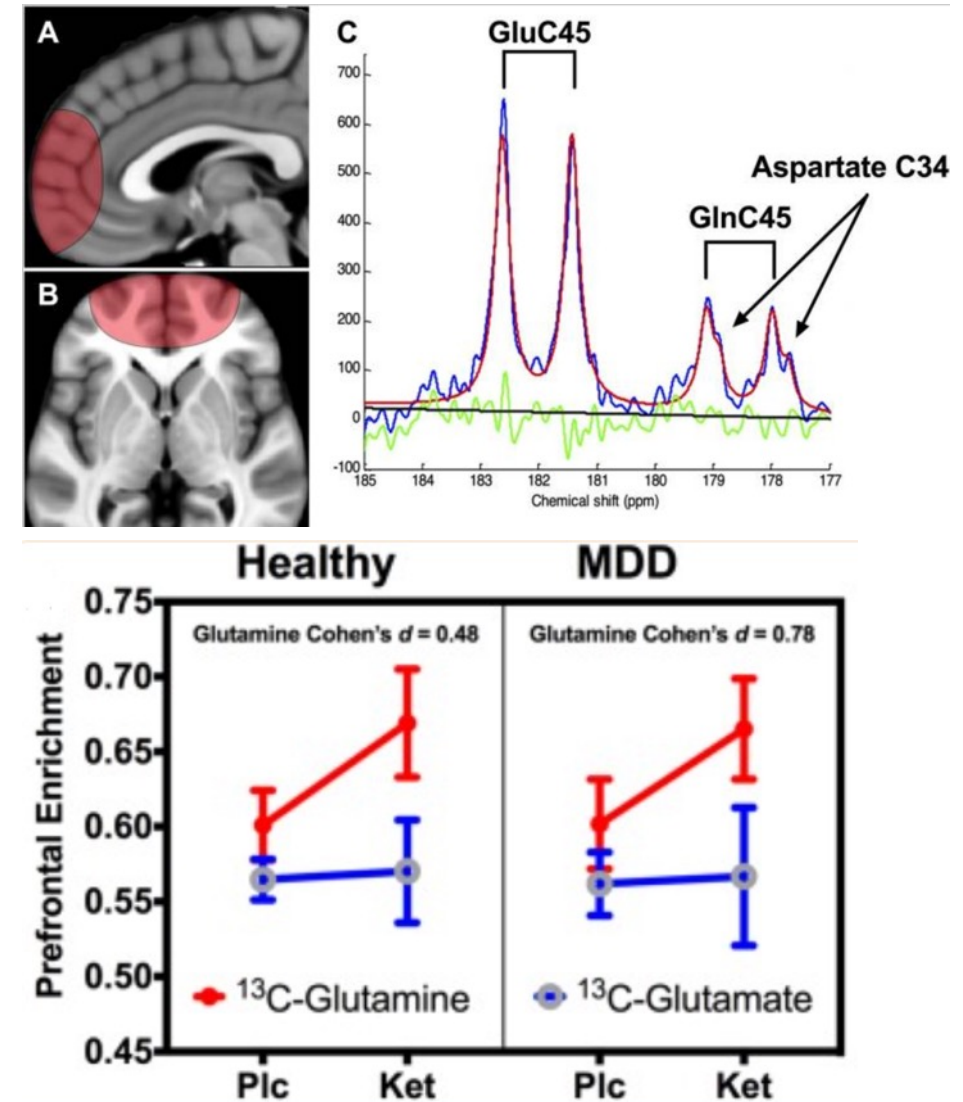 A
B
C
GluC45
Aspartate C34
GlnC45
700
600
500
400
300
200
100
0
-100
185 184 183 182 181 180 179 178 177
Chemical shift (ppm)
Healthy MDD
Prefrontal Enrichment
0.75
0.70
0.65
0.60
0.55
0.50
0.45
Glutamine Cohen's d = 0.48
Glutamine Cohen's d = 0.78
13C-Glutamine
13C-Glutamate
Plc Ket Plc Ket